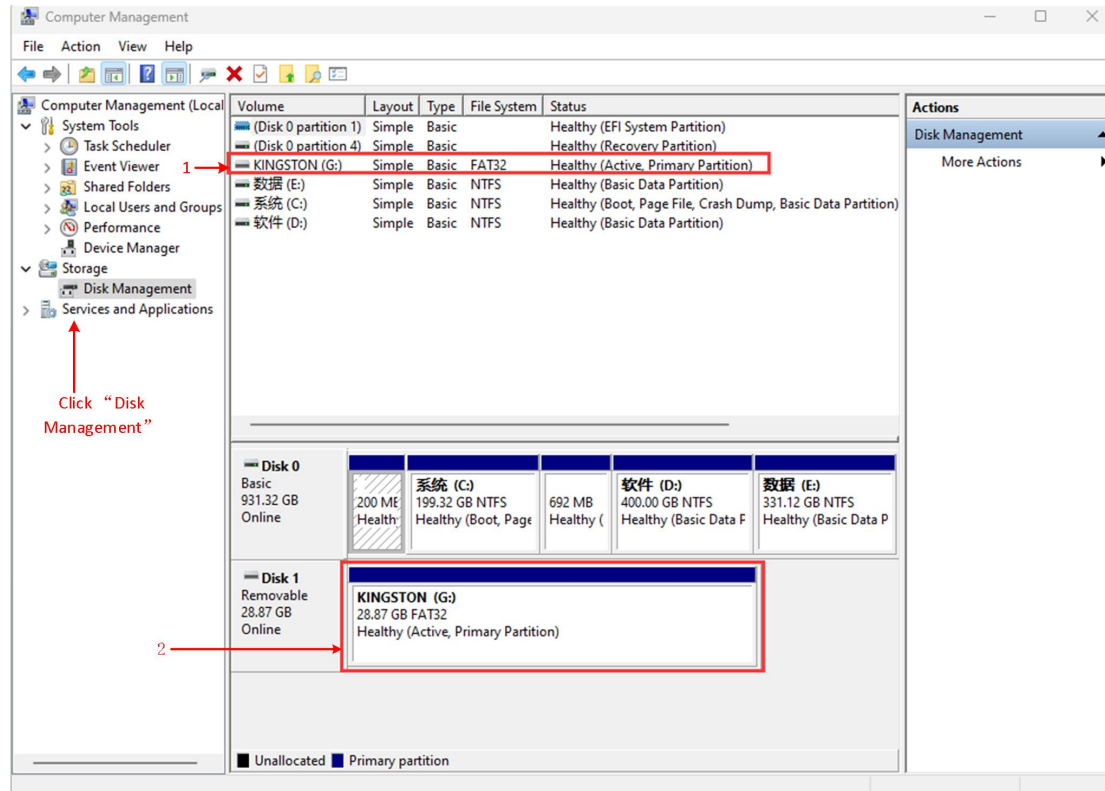 Computer Management
File Action View Help
Computer Management (Local
System Tools
Task Scheduler
Event Viewer
Shared Folders
Local Users and Groups
Performance
Device Manager
Storage
Disk Management
Services and Applications
Click “Disk
Management”
1
Volume Layout Type File System Status
(Disk 0 partition 1) Simple Basic Healthy (EFI System Partition)
(Disk 0 partition 4) Simple Basic Healthy (Recovery Partition)
KINGSTON (G:) Simple Basic FAT32 Healthy (Active, Primary Partition)
数据 (E:) Simple Basic NTFS Healthy (Basic Data Partition)
系统 (C:) Simple Basic NTFS Healthy (Boot, Page File, Crash Dump, Basic Data Partition)
软件 (D:) Simple Basic NTFS Healthy (Basic Data Partition)
Disk 0
Basic
931.32 GB
Online
200 ME
Health
系统 (C:)
199.32 GB NTFS
Healthy (Boot, Page
692 MB
Healthy (
软件 (D:)
400.00 GB NTFS
Healthy (Basic Data P
数据 (E:)
331.12 GB NTFS
Healthy (Basic Data P
Disk 1
Removable
28.87 GB
Online
2
KINGSTON (G:)
28.87 GB FAT32
Healthy (Active, Primary Partition)
Unallocated Primary partition
Actions
Disk Management
More Actions